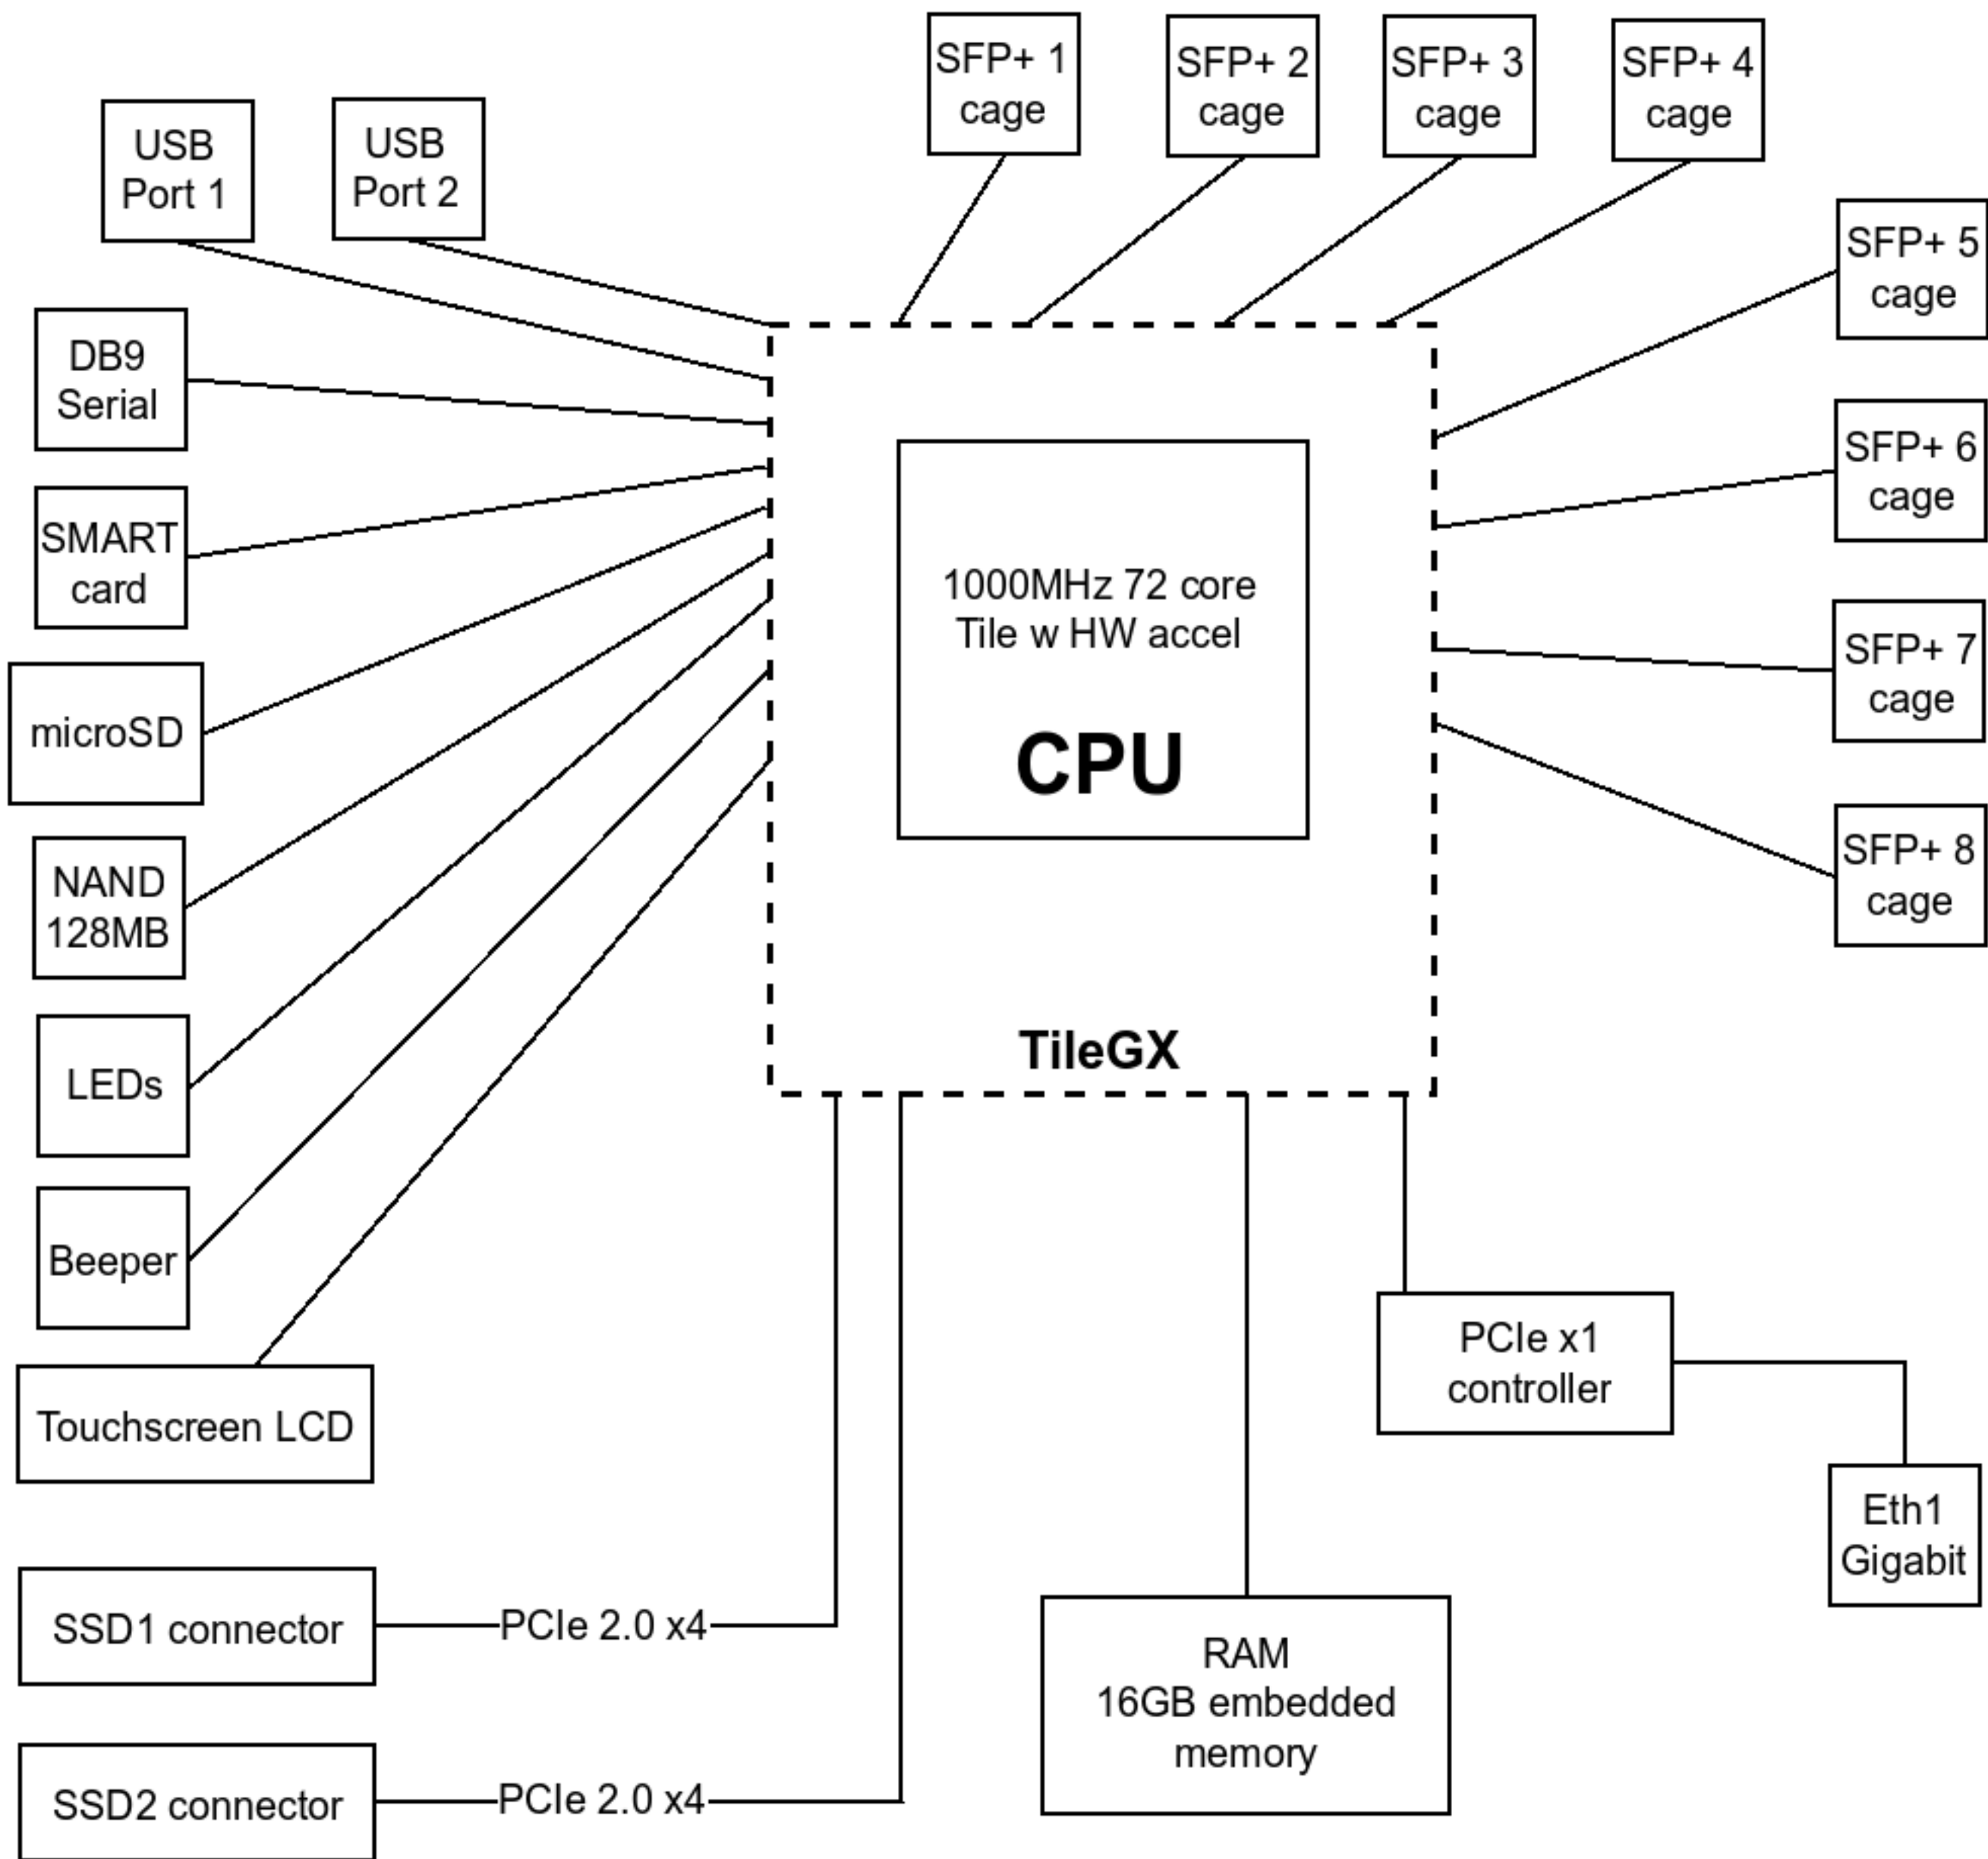 SFP+ 1
cage
SFP+ 2
cage
SFP+ 3
cage
SFP+ 4
cage
USB
Port 1
USB
Port 2
SFP+ 5
cage
DB9
Serial
SFP+ 6
cage
SMART
card
1000MHz 72 core
Tile w HW accel
CPU
SFP+ 7
cage
microSD
SFP+ 8
cage
NAND
128MB
TileGX
LEDs
Beeper
PCIe x1
controller
Touchscreen LCD
Eth1
Gigabit
SSD1 connector
PCIe 2.0 x4
RAM
16GB embedded
memory
SSD2 connector
PCIe 2.0 x4